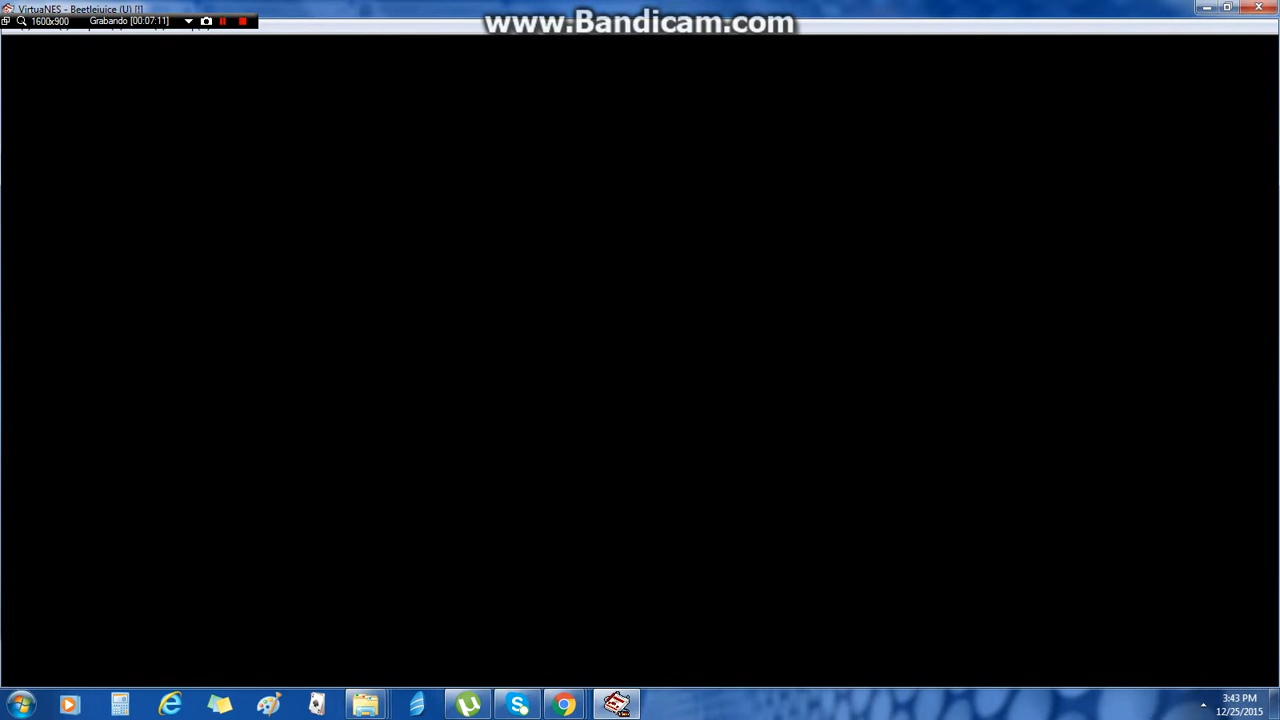 VirtuaNES - Beetlejuice (U) [!]
www.Bandicam.com
1600x900 Grabando [00:07:11]
3:43 PM
12/25/2015